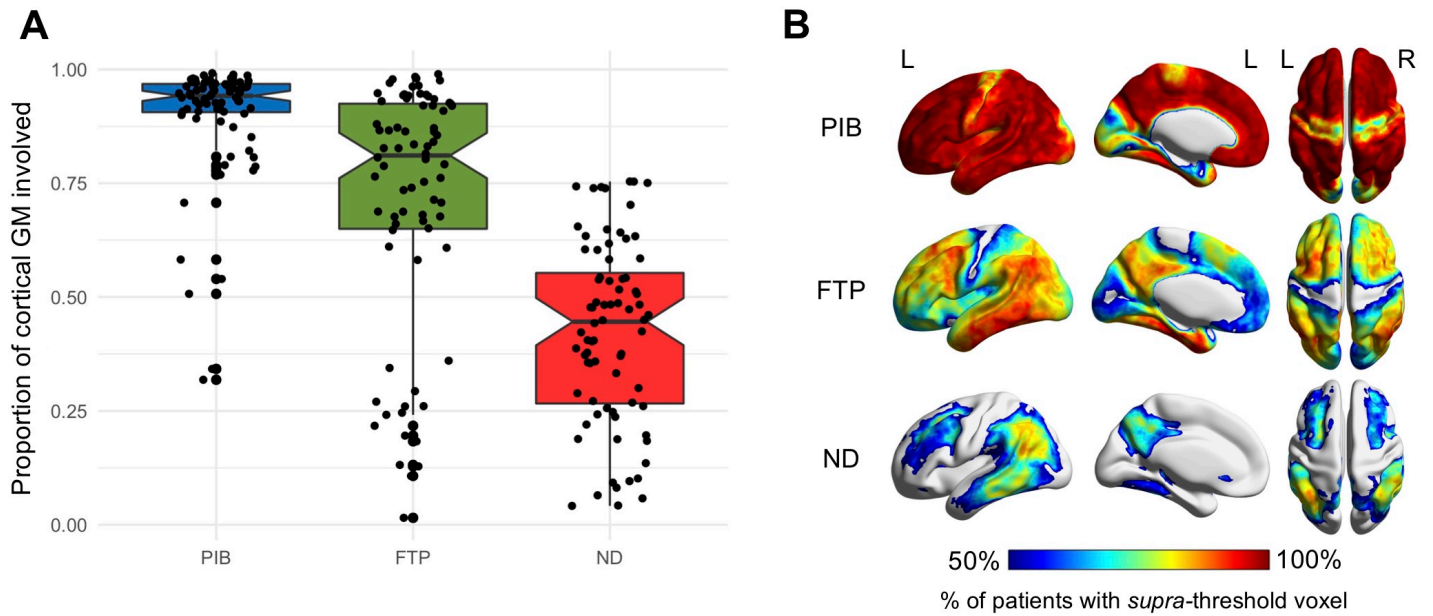 A
Proportion of cortical GM involved
1.00
0.75
0.50
0.25
0.00
PIB
FTP
ND
B
L
L
L
R
PIB
FTP
ND
50%
100%
% of patients with supra-threshold voxel